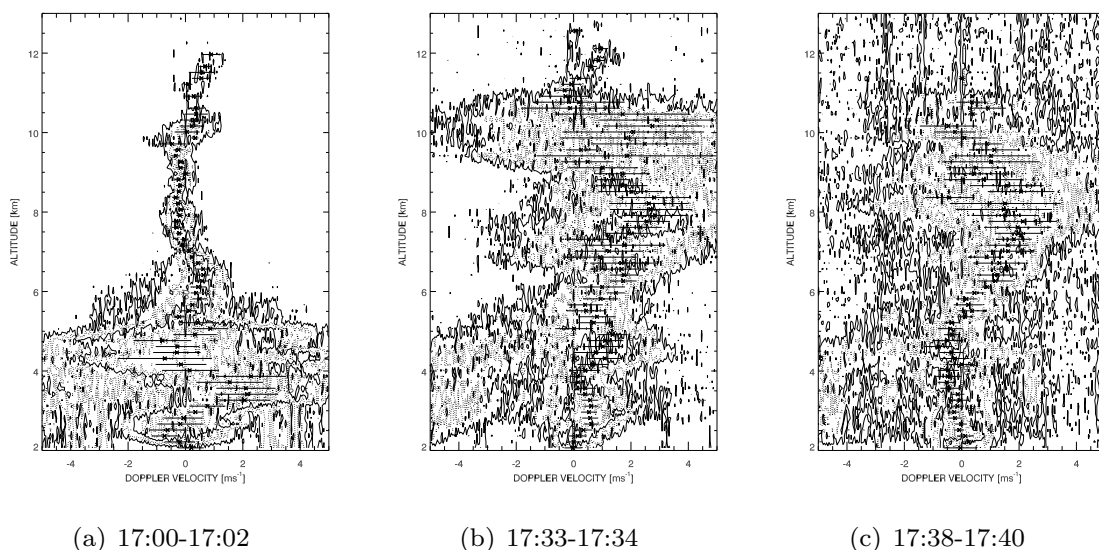 12
10
8
6
4
2
ALTITUDE [km]
-4 -2 0 2 4
DOPPLER VELOCITY [ms-1]
(a) 17:00-17:02
12
10
8
6
4
2
ALTITUDE [km]
-4 -2 0 2 4
DOPPLER VELOCITY [ms-1]
(b) 17:33-17:34
12
10
8
6
4
2
ALTITUDE [km]
-4 -2 0 2 4
DOPPLER VELOCITY [ms-1]
(c) 17:38-17:40